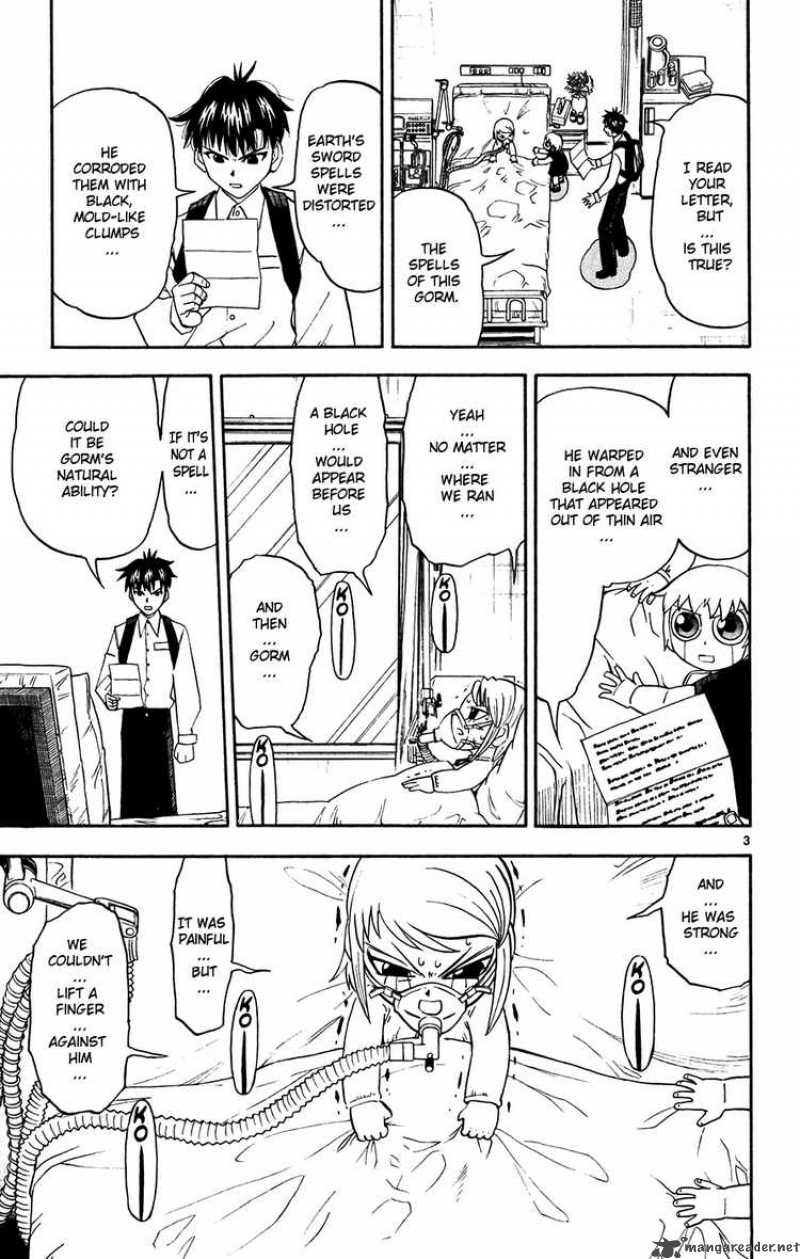 I READ
YOUR
LETTER,
BUT
...
IS THIS
TRUE?
THE
SPELLS
OF THIS
GORM.
EARTH'S
SWORD
SPELLS
WERE
DISTORTED
...
HE
CORRODED
THEM WITH
BLACK,
MOLD-LIKE
CLUMPS
...
AND EVEN
STRANGER
...
HE WARPED
IN FROM A
BLACK HOLE
THAT APPEARED
OUT OF THIN AIR
...
YEAH
...
NO MATTER
...
WHERE
WE RAN
...
A BLACK
HOLE
...
WOULD
APPEAR
BEFORE
US
...
KO
AND
THEN
...
GORM
...
KO
KO
IF IT'S
NOT A
SPELL
...
COULD
IT BE
GORM'S
NATURAL
ABILITY?
3
AND
...
HE WAS
STRONG
...
KO
IT WAS
PAINFUL
...
BUT
...
KO
WE
COULDN'T
...
LIFT A
FINGER
...
AGAINST
HIM
...
KO
mangareader.net